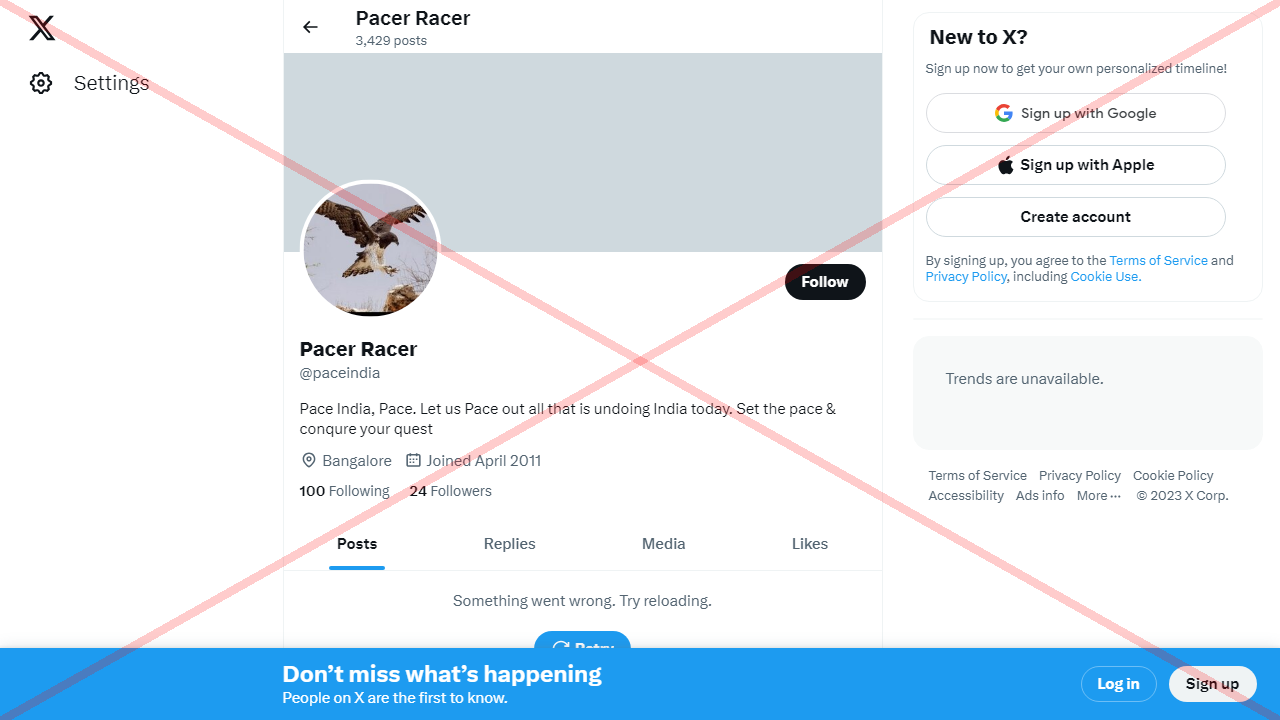 Settings
Pacer Racer
3,429 posts
Follow
Pacer Racer
@paceindia
Pace India, Pace. Let us Pace out all that is undoing India today. Set the pace &
conqure your quest
Bangalore Joined April 2011
100 Following 24 Followers
Posts Replies Media Likes
Something went wrong. Try reloading.
Retry
New to X?
Sign up now to get your own personalized timeline!
Sign up with Google
Sign up with Apple
Create account
By signing up, you agree to the Terms of Service and
Privacy Policy, including Cookie Use.
Trends are unavailable.
Terms of Service Privacy Policy Cookie Policy
Accessibility Ads info More ··· © 2023 X Corp.
Don’t miss what’s happening
People on X are the first to know.
Log in Sign up